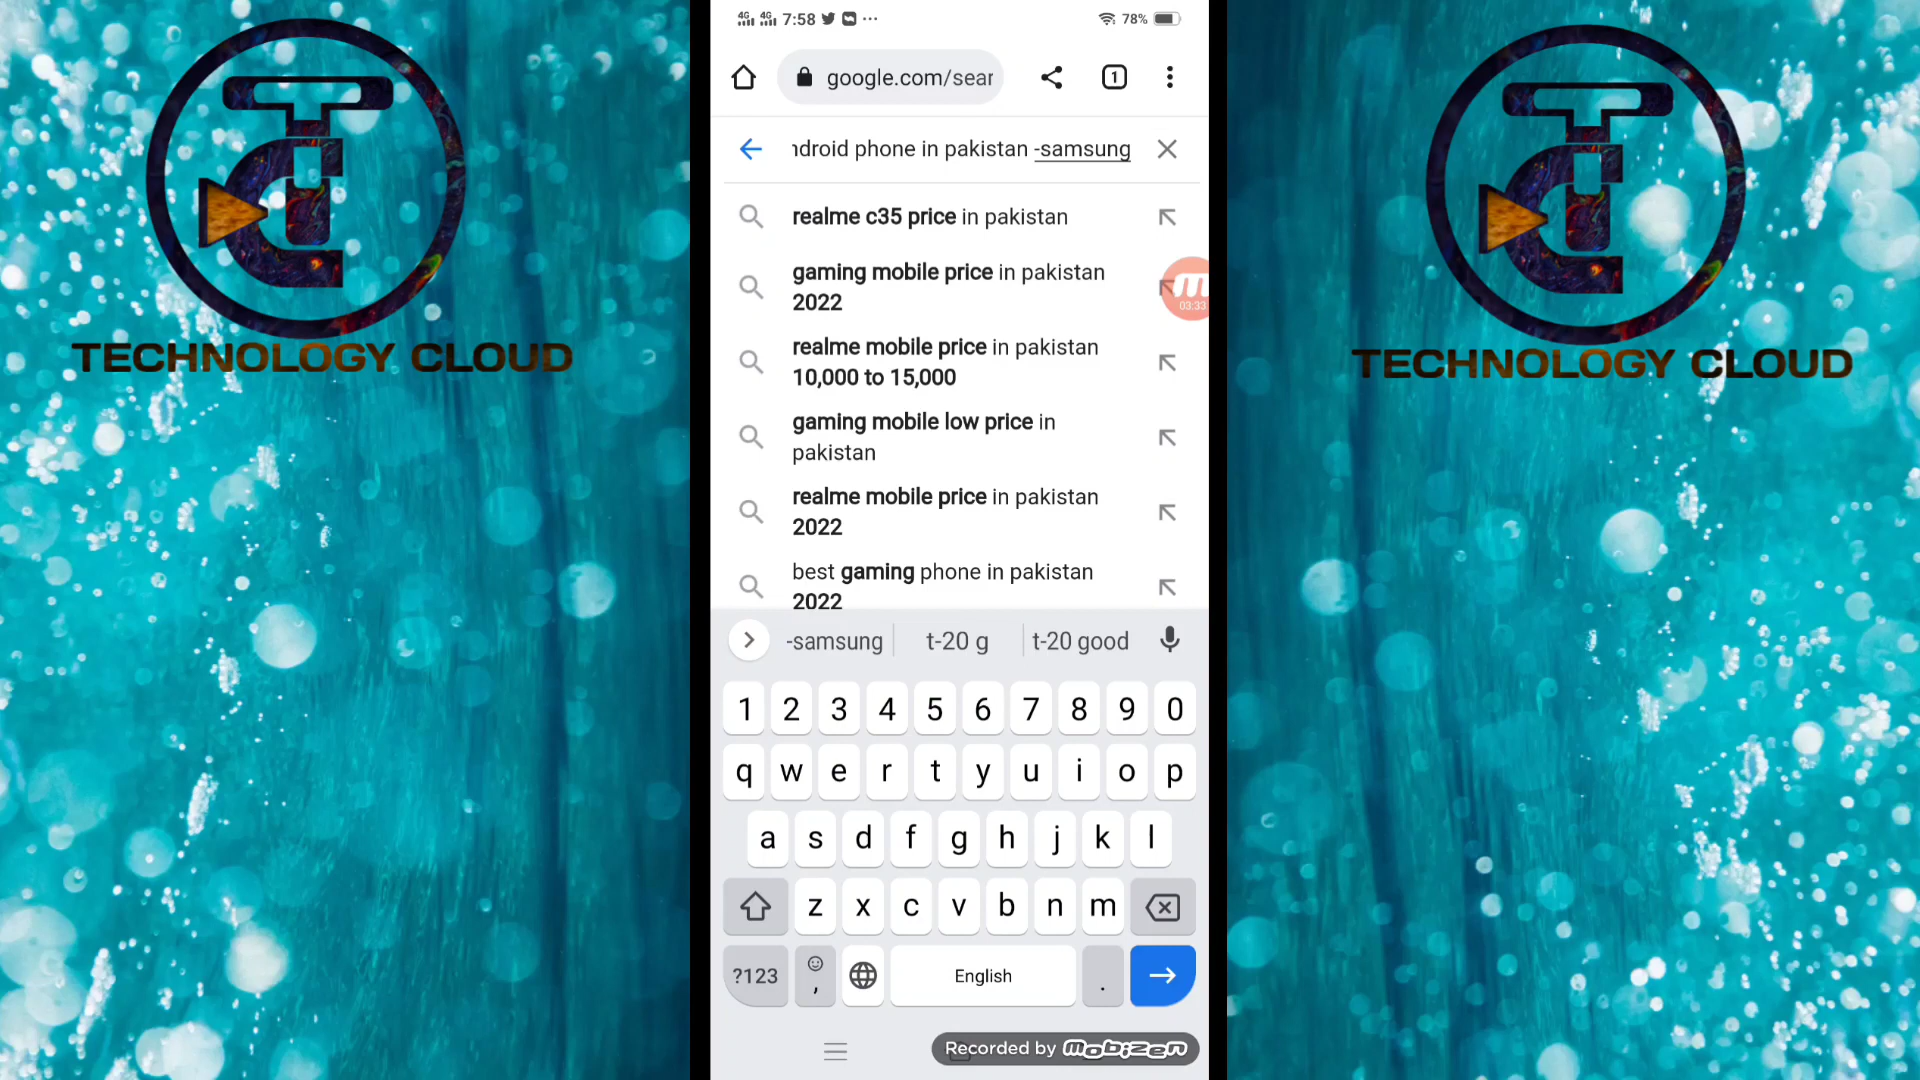 7:58
78%
google.com/sear
ndroid phone in pakistan -samsung
realme c35 price in pakistan
gaming mobile price in pakistan
2022
03:33
realme mobile price in pakistan
10,000 to 15,000
gaming mobile low price in
pakistan
realme mobile price in pakistan
2022
best gaming phone in pakistan
2022
-samsung t-20 g t-20 good
1 2 3 4 5 6 7 8 9 0
q w e r t y u i o p
a s d f g h j k l
z x c v b n m
?123 , English .
Recorded by mobizen
TECHNOLOGY CLOUD
TECHNOLOGY CLOUD